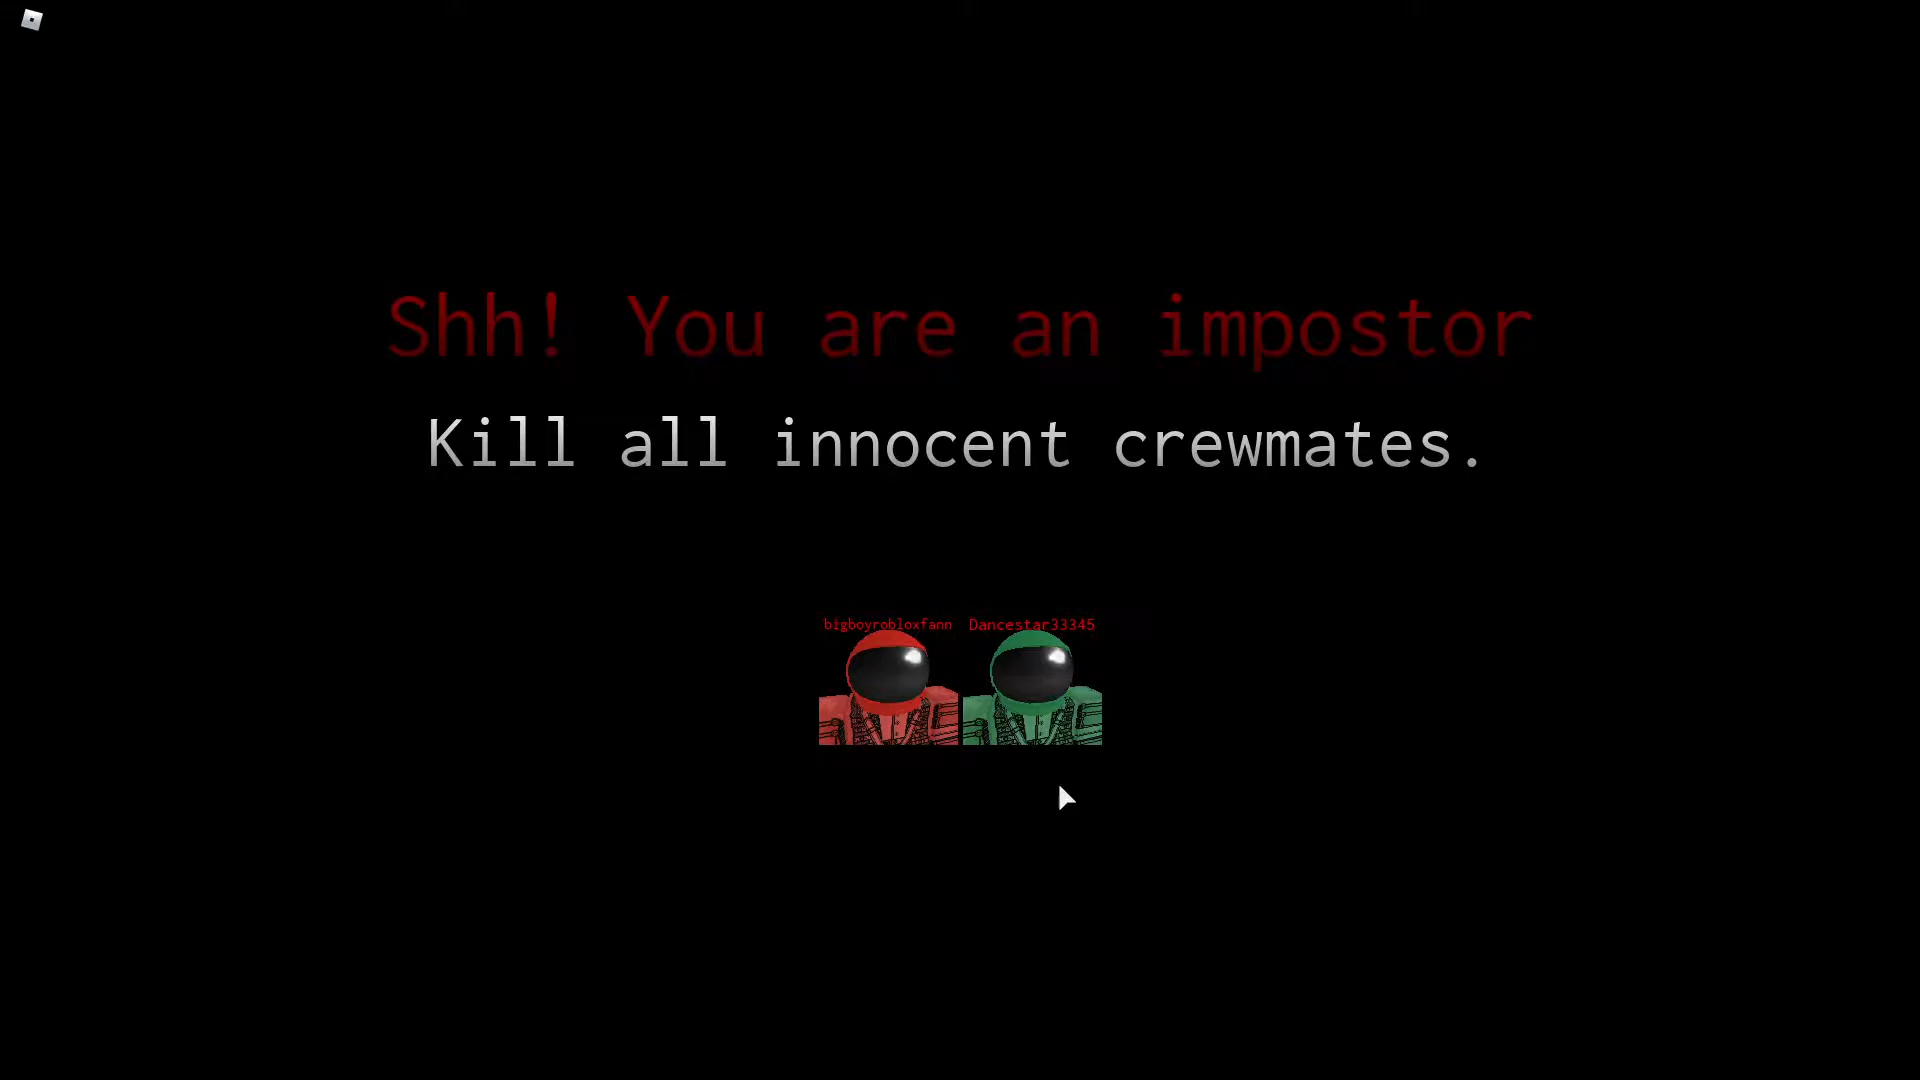 Shh! You are an impostor
Kill all innocent crewmates.
bigboyrobloxfann Dancestar33345